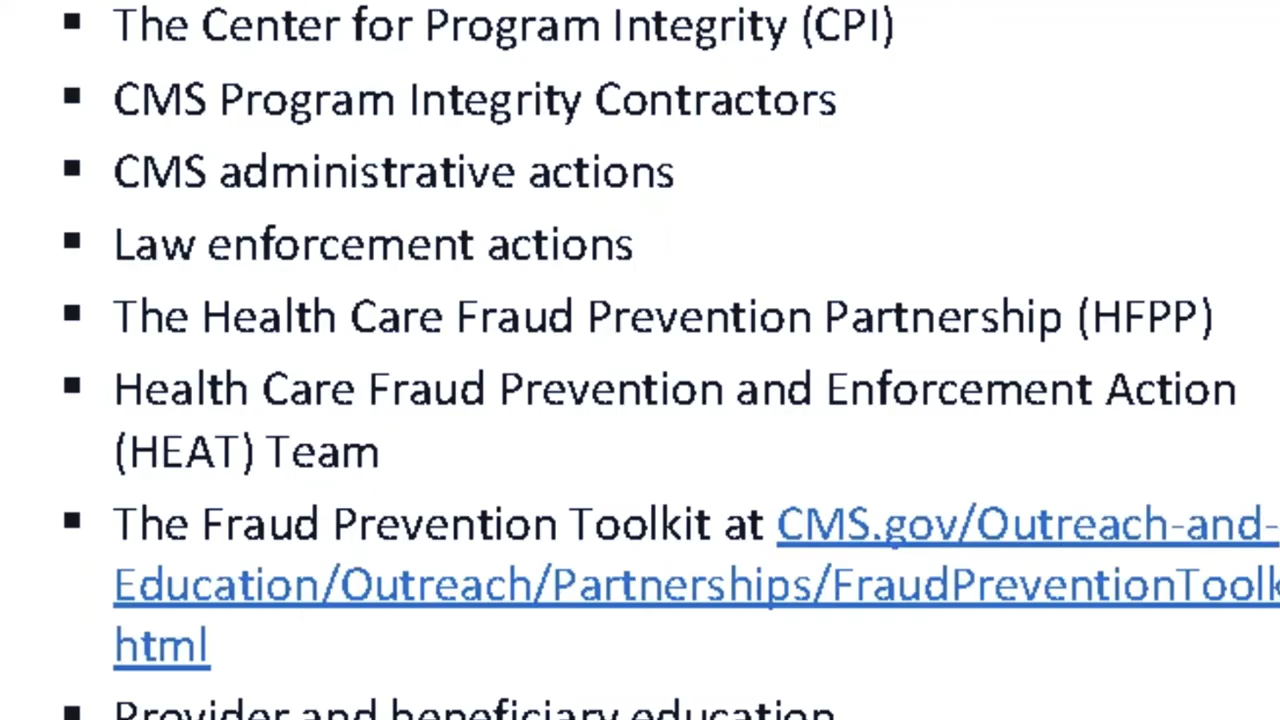 ▪ The Center for Program Integrity (CPI)
▪ CMS Program Integrity Contractors
▪ CMS administrative actions
▪ Law enforcement actions
▪ The Health Care Fraud Prevention Partnership (HFPP)
▪ Health Care Fraud Prevention and Enforcement Action
(HEAT) Team
▪ The Fraud Prevention Toolkit at CMS.gov/Outreach-and-
Education/Outreach/Partnerships/FraudPreventionToolk
html
▪ Provider and beneficiary education